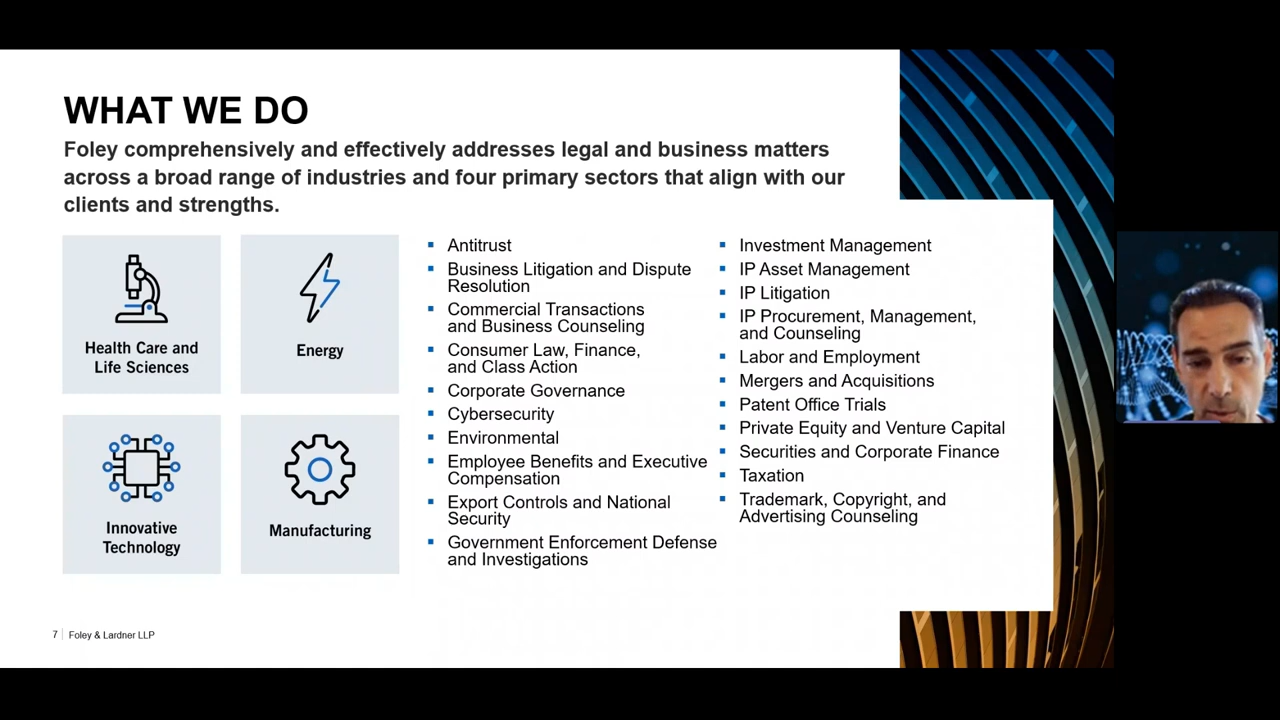 WHAT WE DO
Foley comprehensively and effectively addresses legal and business matters
across a broad range of industries and four primary sectors that align with our
clients and strengths.
Health Care and
Life Sciences
Energy
Innovative
Technology
Manufacturing
Antitrust
Business Litigation and Dispute
Resolution
Commercial Transactions
and Business Counseling
Consumer Law, Finance,
and Class Action
Corporate Governance
Cybersecurity
Environmental
Employee Benefits and Executive
Compensation
Export Controls and National
Security
Government Enforcement Defense
and Investigations
Investment Management
IP Asset Management
IP Litigation
IP Procurement, Management,
and Counseling
Labor and Employment
Mergers and Acquisitions
Patent Office Trials
Private Equity and Venture Capital
Securities and Corporate Finance
Taxation
Trademark, Copyright, and
Advertising Counseling
7 Foley & Lardner LLP